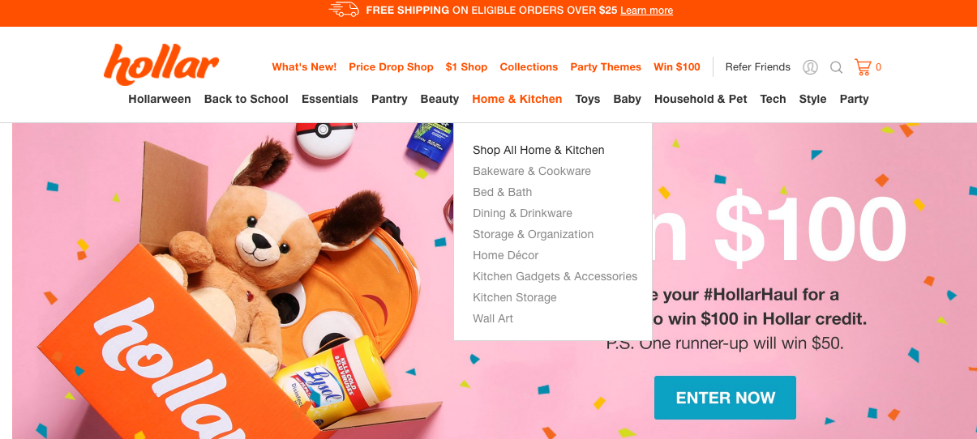 FREE SHIPPING ON ELIGIBLE ORDERS OVER $25 Learn more
hollar
What's New! Price Drop Shop $1 Shop Collections Party Themes Win $100 Refer Friends 0
Hollarween Back to School Essentials Pantry Beauty Home & Kitchen Toys Baby Household & Pet Tech Style Party
Shop All Home & Kitchen
Bakeware & Cookware
Bed & Bath
Dining & Drinkware
Storage & Organization
Home Décor
Kitchen Gadgets & Accessories
Kitchen Storage
Wall Art
n $100
e your #HollarHaul for a
o win $100 in Hollar credit.
P.S. One runner-up will win $50.
ENTER NOW
hollar
Lysol